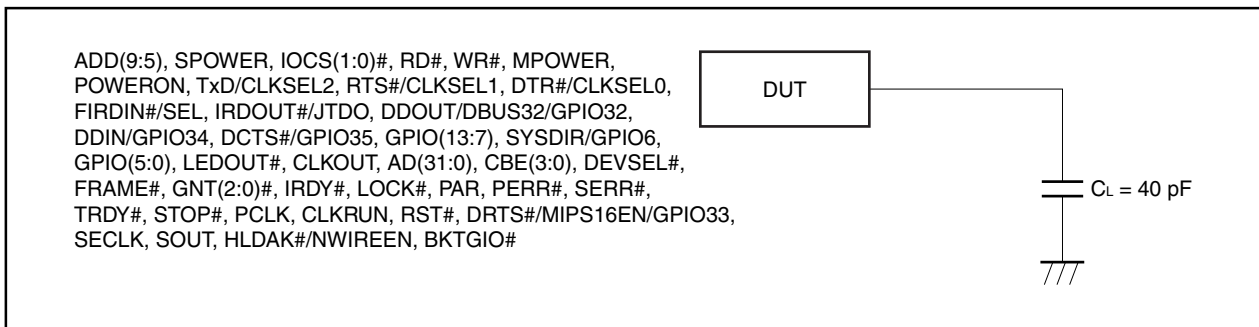 ADD(9:5), SPOWER, IOCS(1:0)#, RD#, WR#, MPOWER,
POWERON, TxD/CLKSEL2, RTS#/CLKSEL1, DTR#/CLKSEL0,
FIRDIN#/SEL, IRDOUT#/JTDO, DDOUT/DBUS32/GPIO32,
DDIN/GPIO34, DCTS#/GPIO35, GPIO(13:7), SYSDIR/GPIO6,
GPIO(5:0), LEDOUT#, CLKOUT, AD(31:0), CBE(3:0), DEVSEL#,
FRAME#, GNT(2:0)#, IRDY#, LOCK#, PAR, PERR#, SERR#,
TRDY#, STOP#, PCLK, CLKRUN, RST#, DRTS#/MIPS16EN/GPIO33,
SECLK, SOUT, HLDAK#/NWIREEN, BKTGIO#
DUT
CL = 40 pF